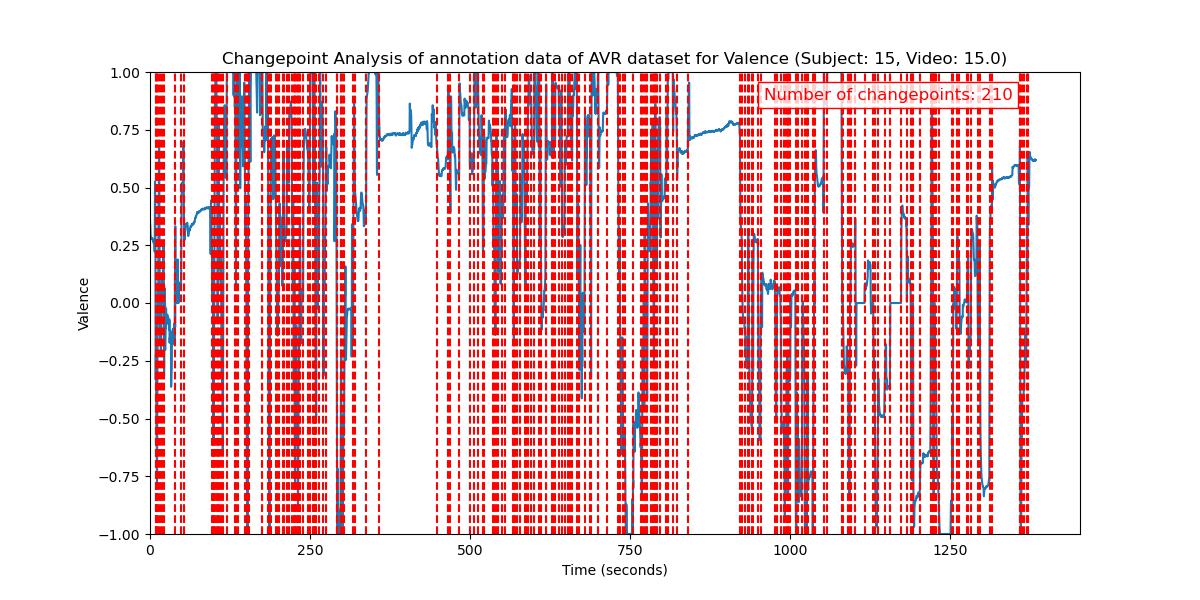 Changepoint Analysis of annotation data of AVR dataset for Valence (Subject: 15, Video: 15.0)
Number of changepoints: 210
Valence
1.00
0.75
0.50
0.25
0.00
−0.25
−0.50
−0.75
−1.00
0 250 500 750 1000 1250
Time (seconds)